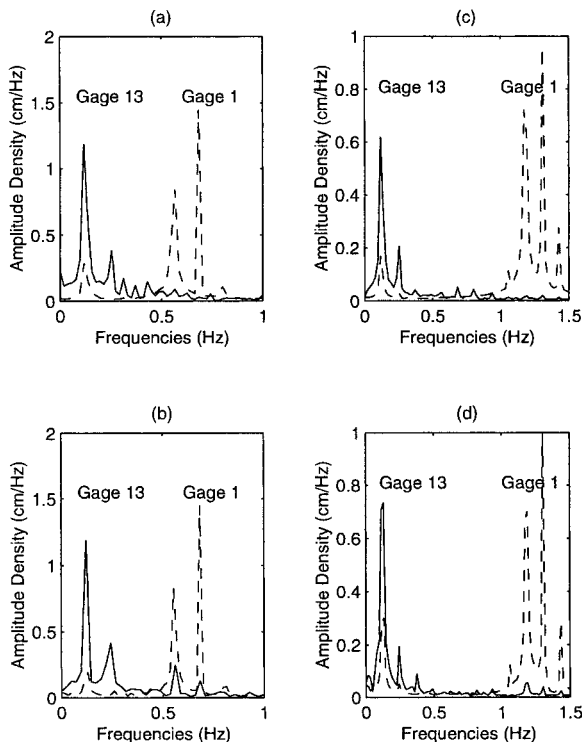 (a)
2
1.5
1
0.5
0
Amplitude Density (cm/Hz)
Gage 13
Gage 1
0
0.5
1
Frequencies (Hz)
(c)
1
0.8
0.6
0.4
0.2
0
Amplitude Density (cm/Hz)
Gage 13
Gage 1
0
0.5
1
1.5
Frequencies (Hz)
(b)
2
1.5
1
0.5
0
Amplitude Density (cm/Hz)
Gage 13
Gage 1
0
0.5
1
Frequencies (Hz)
(d)
1
0.8
0.6
0.4
0.2
0
Amplitude Density (cm/Hz)
Gage 13
Gage 1
0
0.5
1
1.5
Frequencies (Hz)